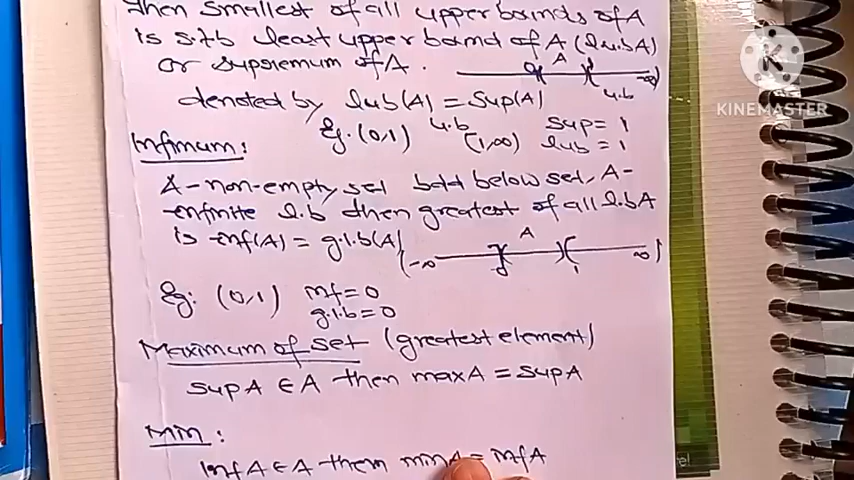 Then smallest of all upper bounds of A
is s.t.b least upper bound of A (l.u.b A)
or supremum of A.
A
u.b
∞)
denoted by lub(A) = Sup(A)
Eg. (0,1) u.b (1,∞) sup = 1
lub = 1
Infimum:
A - non-empty set bdd below set, A -
infinite l.b then greatest of all l.b A
is inf(A) = g.l.b(A)
A
(-∞ 0 1 ∞)
Eg: (0,1) inf = 0
g.l.b = 0
Maximum of set (greatest element)
Sup A ∈ A then max A = Sup A
Min:
Inf A ∈ A then min A = Inf A
K
KINEMASTER